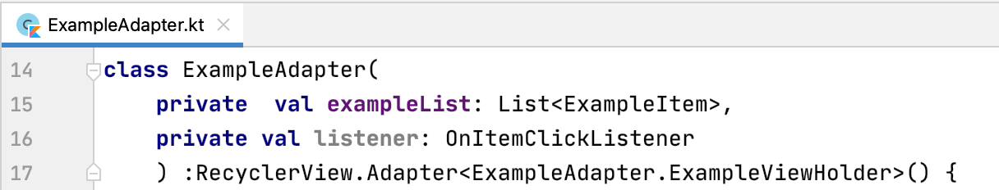 ExampleAdapter.kt
14 class ExampleAdapter(
15 private  val exampleList: List<ExampleItem>,
16 private val listener: OnItemClickListener
17 ) :RecyclerView.Adapter<ExampleAdapter.ExampleViewHolder>() {